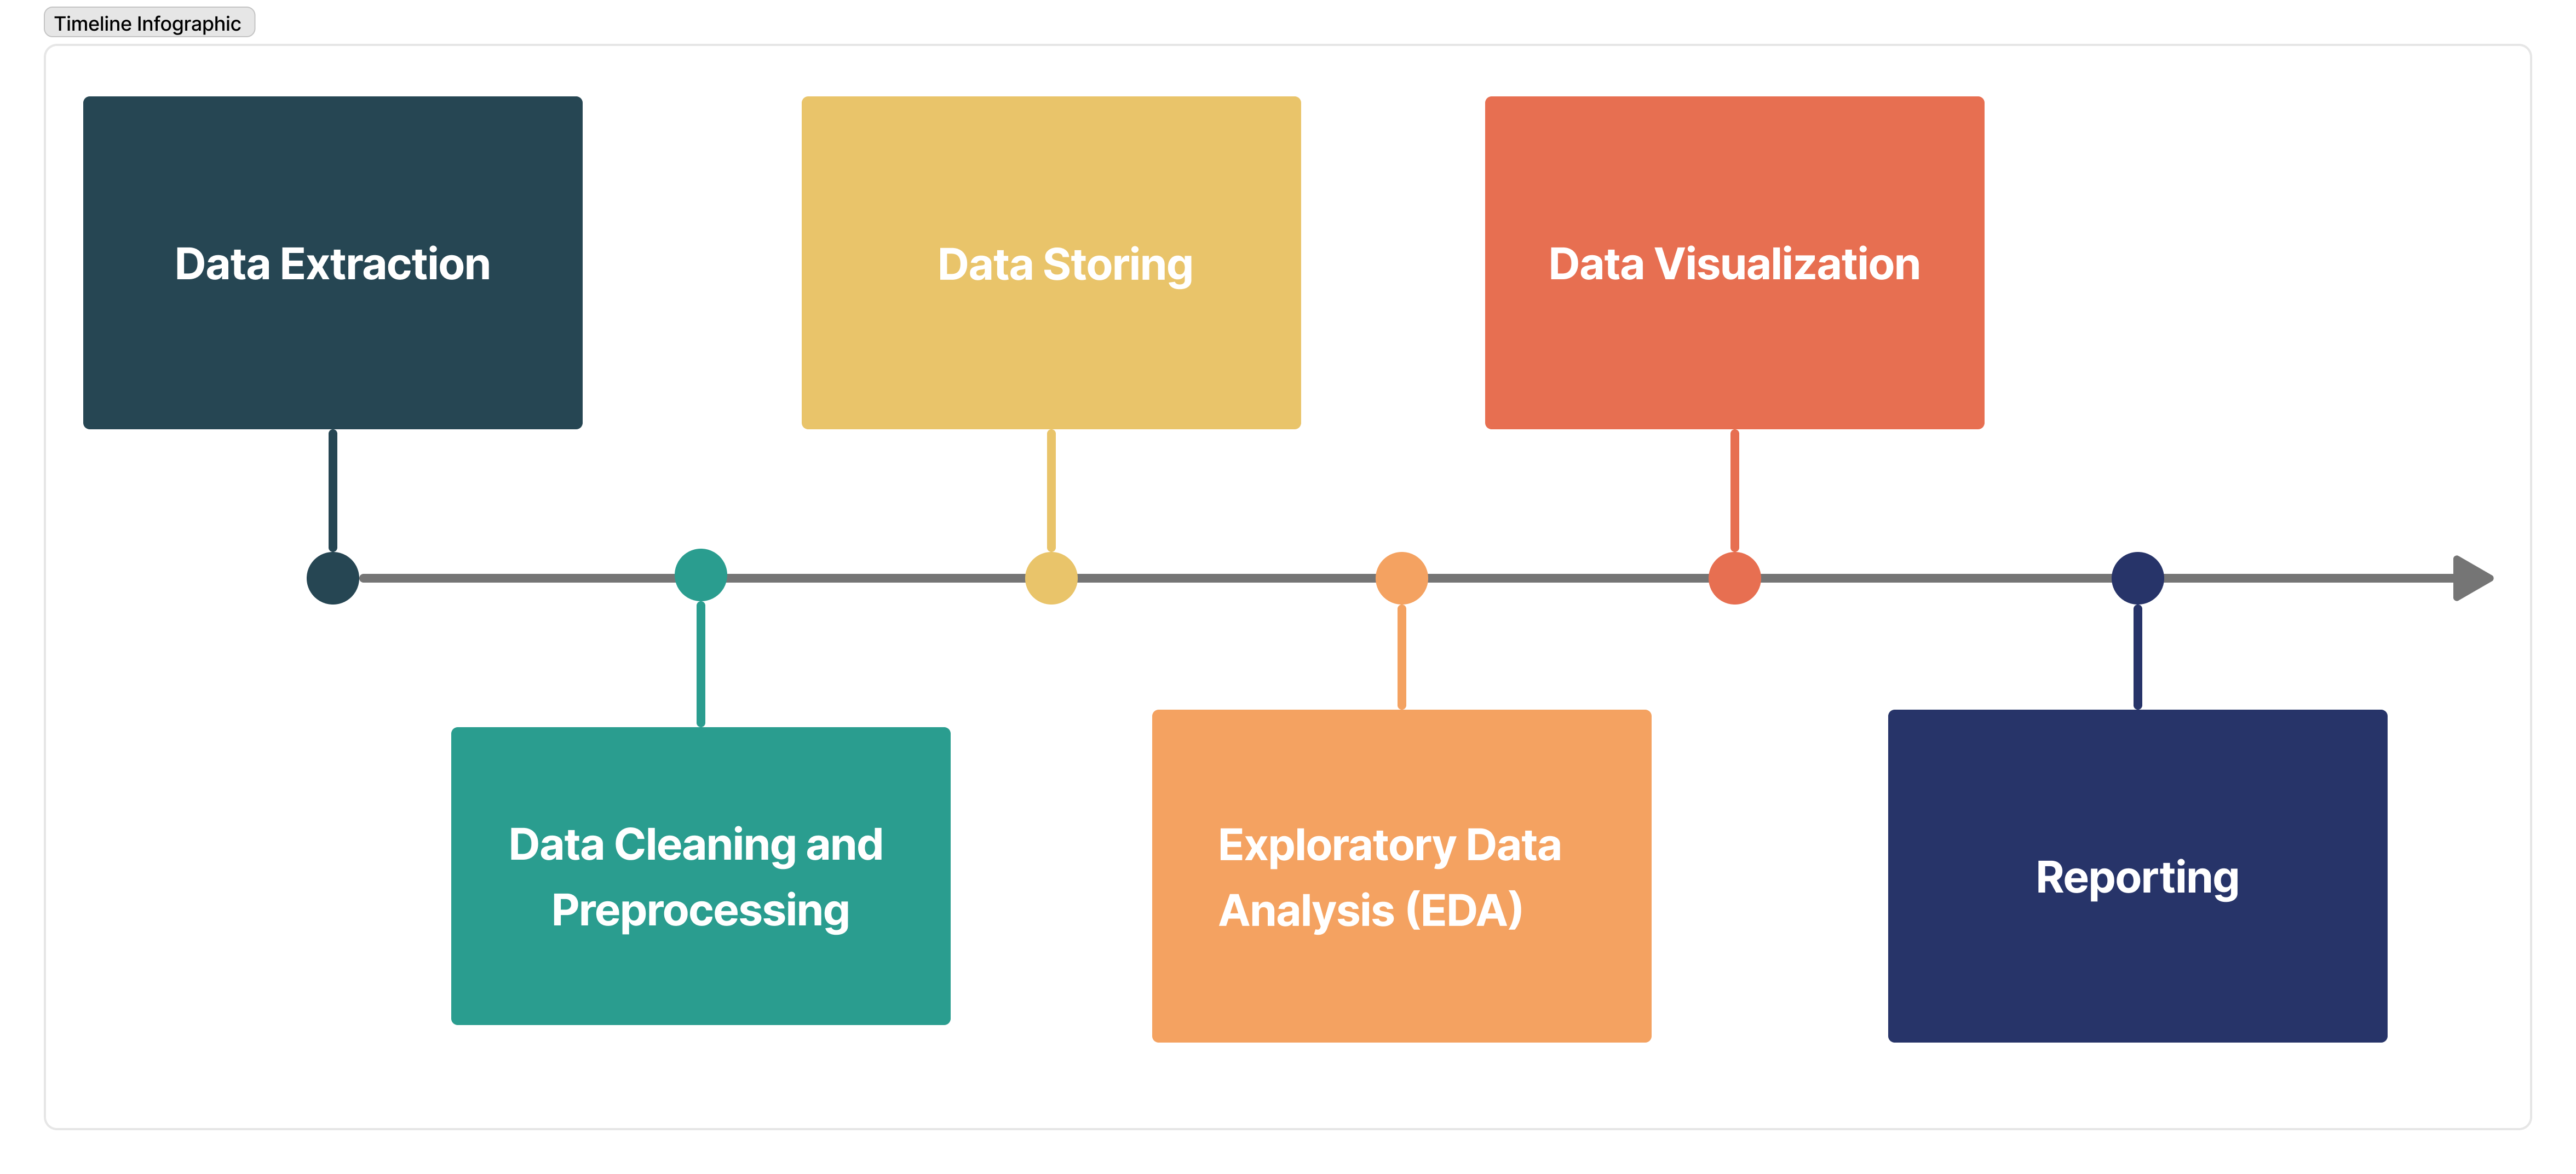 Timeline Infographic
Data Extraction
Data Storing
Data Visualization
Data Cleaning and
Preprocessing
Exploratory Data
Analysis (EDA)
Reporting